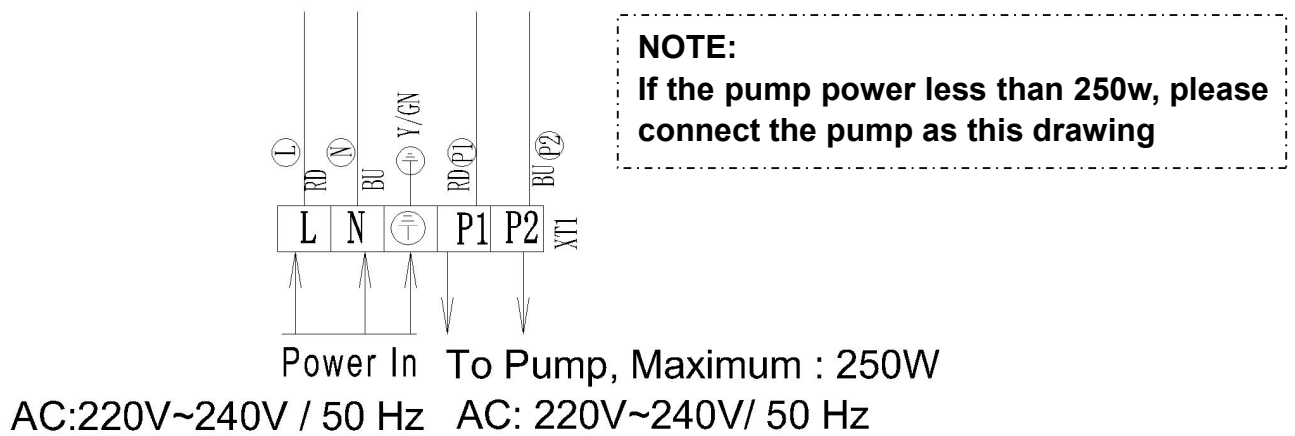 NOTE:
If the pump power less than 250w, please
connect the pump as this drawing
L
RD
N
BU
Y/GN
RD P1
BU P2
L N P1 P2 XT1
Power In To Pump, Maximum : 250W
AC:220V~240V / 50 Hz AC: 220V~240V/ 50 Hz